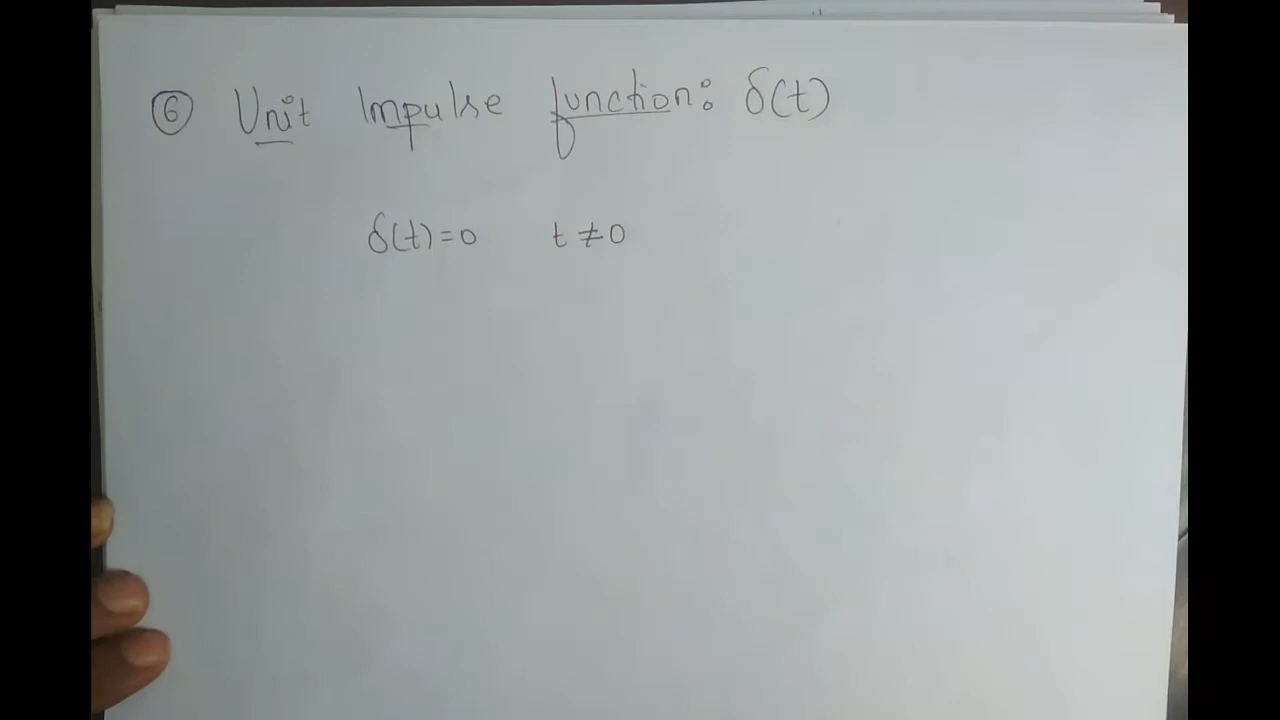 ⑥ Unit Impulse function: δ(t)
δ(t)=0 t≠0